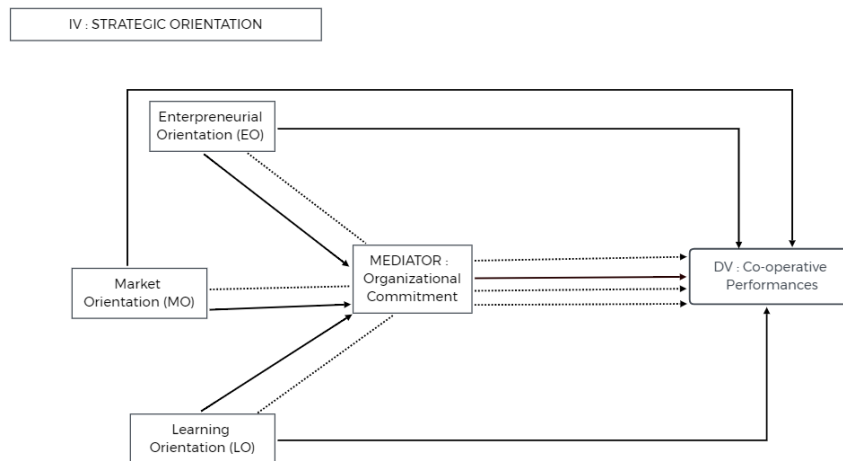 IV : STRATEGIC ORIENTATION
Enterpreneurial
Orientation (EO)
MEDIATOR :
Organizational
Commitment
Market
Orientation (MO)
DV : Co-operative
Performances
Learning
Orientation (LO)